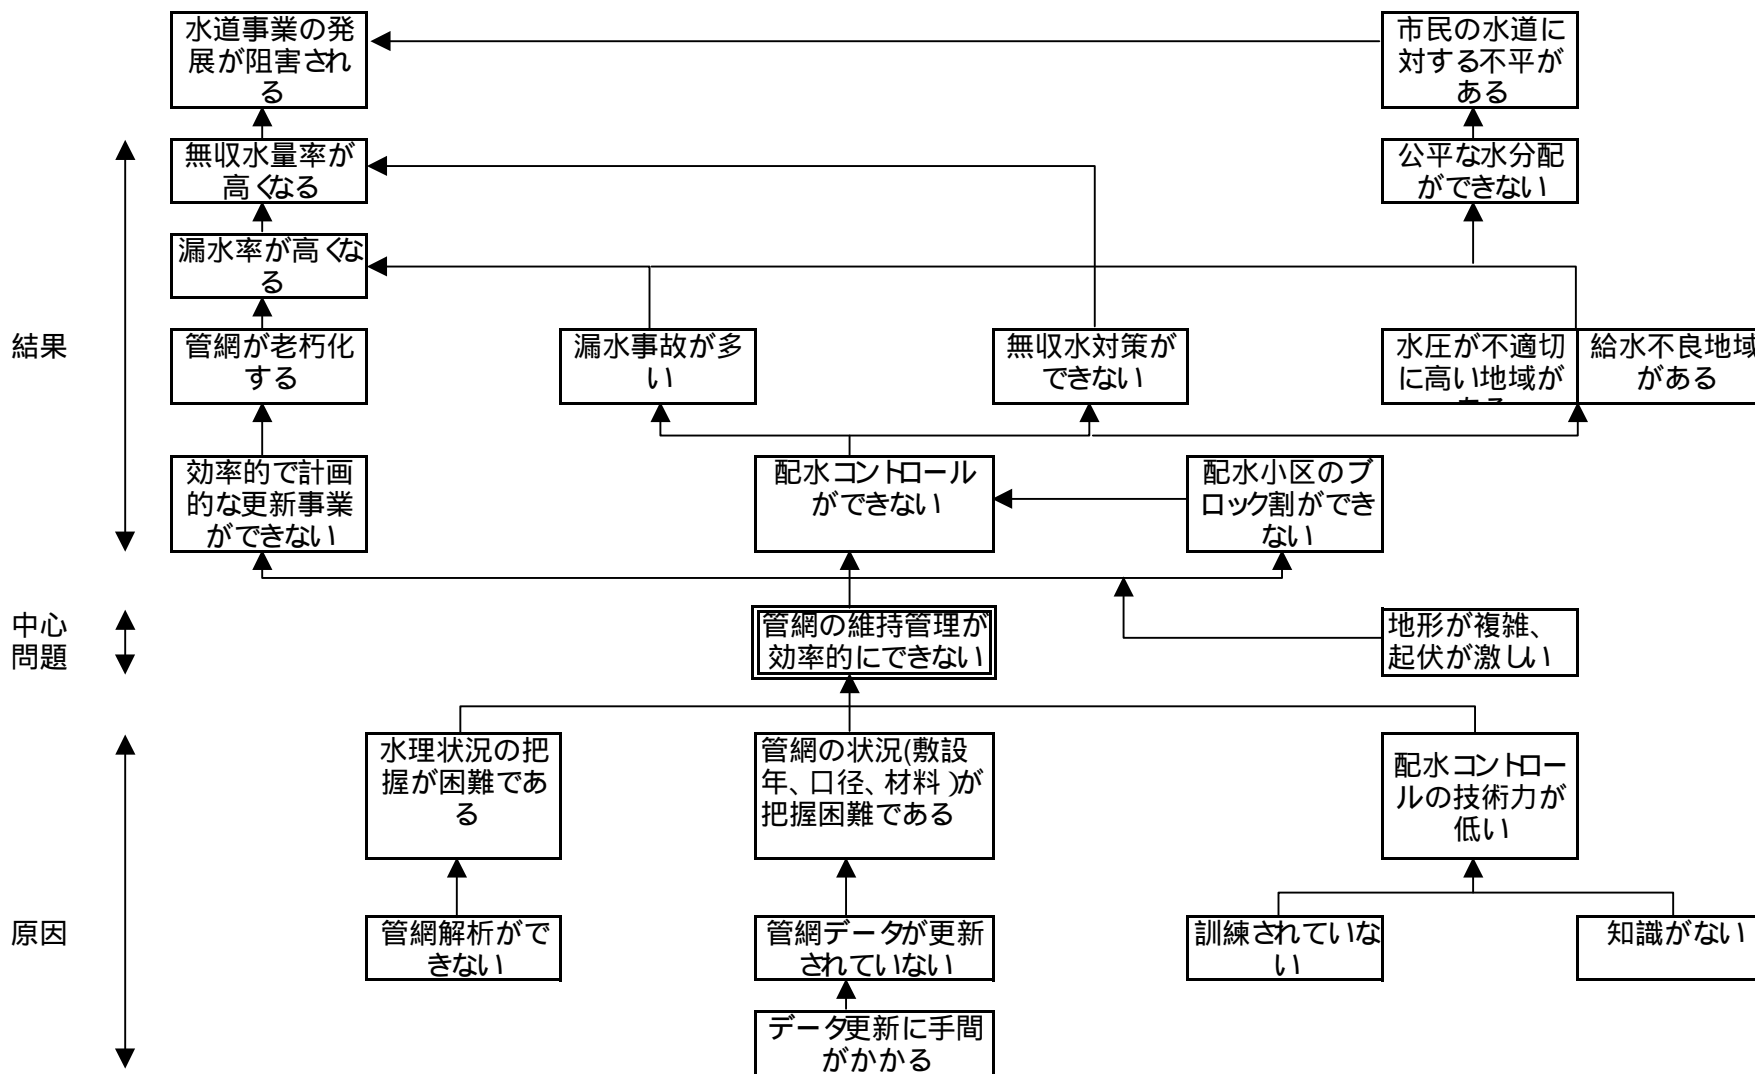 水道事業の発
展が阻害され
る
市民の水道に
対する不平が
ある
無収水量率が
高くなる
公平な水分配
ができない
漏水率が高くな
る
結果
管網が老朽化
する
漏水事故が多
い
無収水対策が
できない
水圧が不適切
に高い地域が
給水不良地域
がある
効率的で計画
的な更新事業
ができない
配水コントロール
ができない
配水小区のブ
ロック割ができ
ない
中心
問題
管網の維持管理が
効率的にできない
地形が複雑、
起伏が激しい
水理状況の把
握が困難であ
る
管網の状況(敷設
年、口径、材料)が
把握困難である
配水コントロー
ルの技術力が
低い
原因
管網解析がで
きない
管網データが更新
されていない
訓練されていな
い
知識がない
データ更新に手間
がかかる